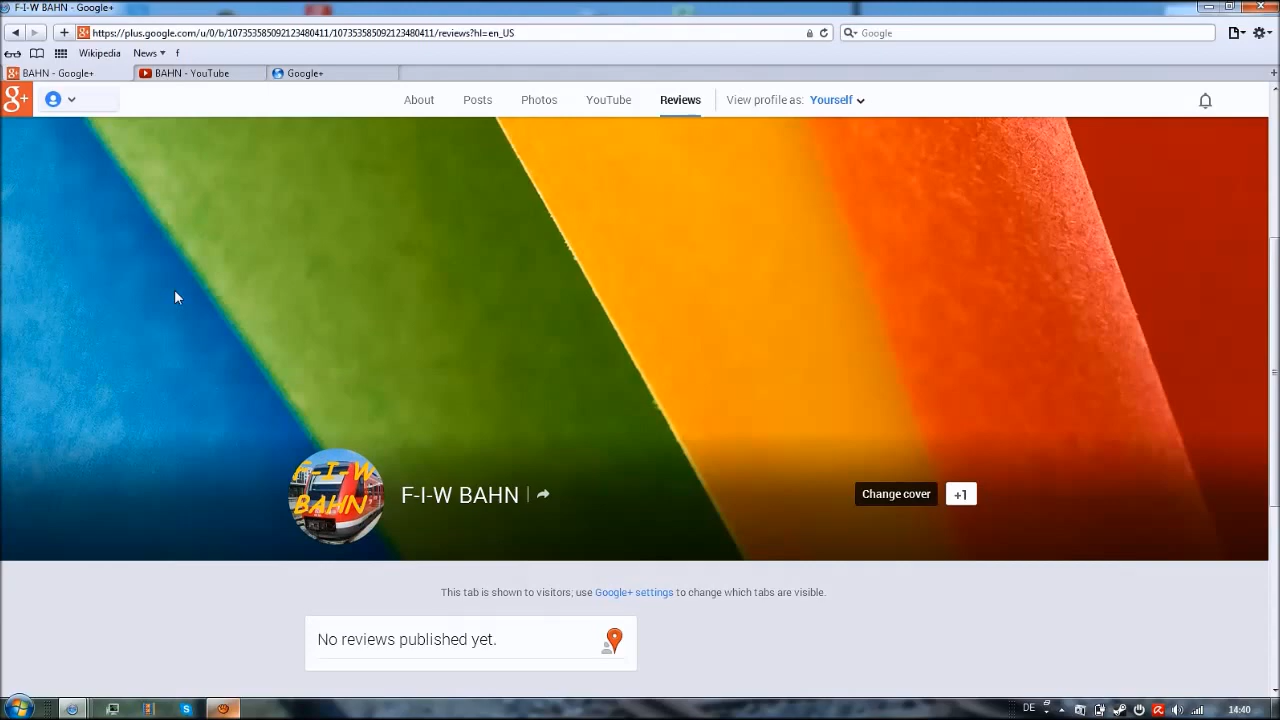 F-I-W BAHN - Google+
https://plus.google.com/u/0/b/107353585092123480411/107353585092123480411/reviews?hl=en_US
Google
Wikipedia News f
BAHN - Google+ BAHN - YouTube Google+
g+ About Posts Photos YouTube Reviews View profile as: Yourself
F-I-W
BAHN
F-I-W BAHN
Change cover +1
This tab is shown to visitors; use Google+ settings to change which tabs are visible.
No reviews published yet.
DE 14:40